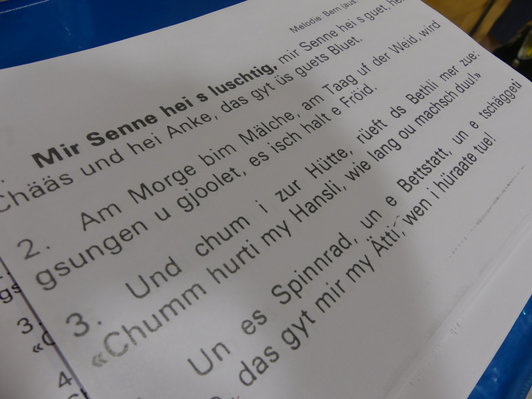 Melodie Bern
Mir Senne hei s luschtig, mir Senne hei s guet,
Chääs und hei Anke, das gyt üs guets Bluet.
2. Am Morge bim Mälche, am Taag uf der Weid, wird
gsungen u gjoolet, es isch halt e Fröid.
3. Und chum i zur Hütte, rüeft ds Bethli mer zue:
«Chumm hurti my Hansli, wie lang ou machsch duu!»
Un es Spinnrad, un e Bettstatt, un e tschäggeti
das gyt mir my Ätti, wen i hüraate tue!
gs
3.
4